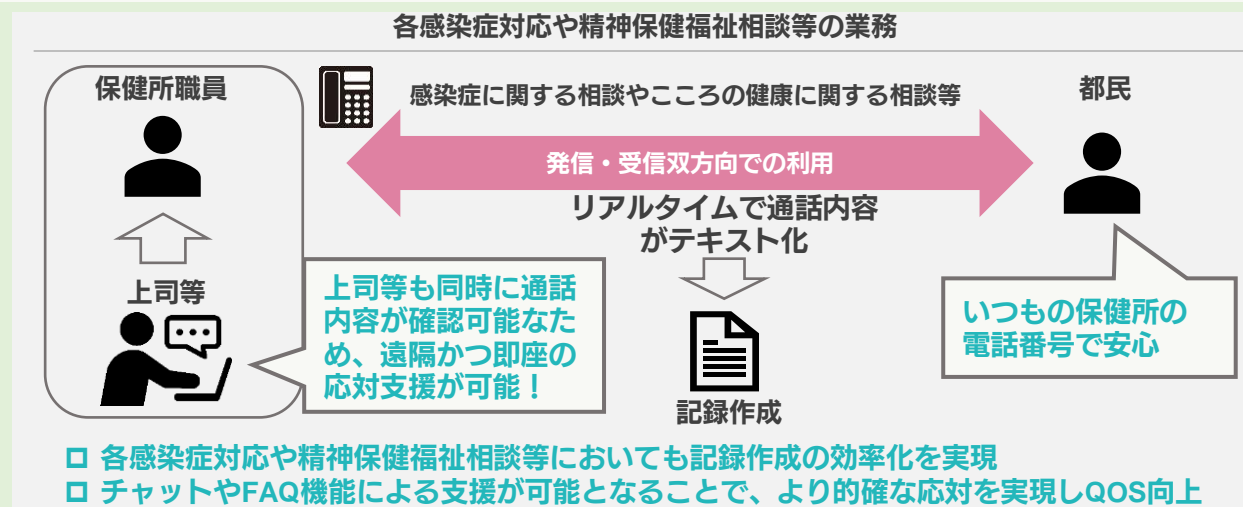 各感染症対応や精神保健福祉相談等の業務
保健所職員
感染症に関する相談やこころの健康に関する相談等
都民
発信・受信双方向での利用
リアルタイムで通話内容
がテキスト化
上司等
上司等も同時に通話
内容が確認可能なた
め、遠隔かつ即座の
応対支援が可能！
いつもの保健所の
電話番号で安心
記録作成
各感染症対応や精神保健福祉相談等においても記録作成の効率化を実現
チャットやFAQ機能による支援が可能となることで、より的確な応対を実現しQOS向上